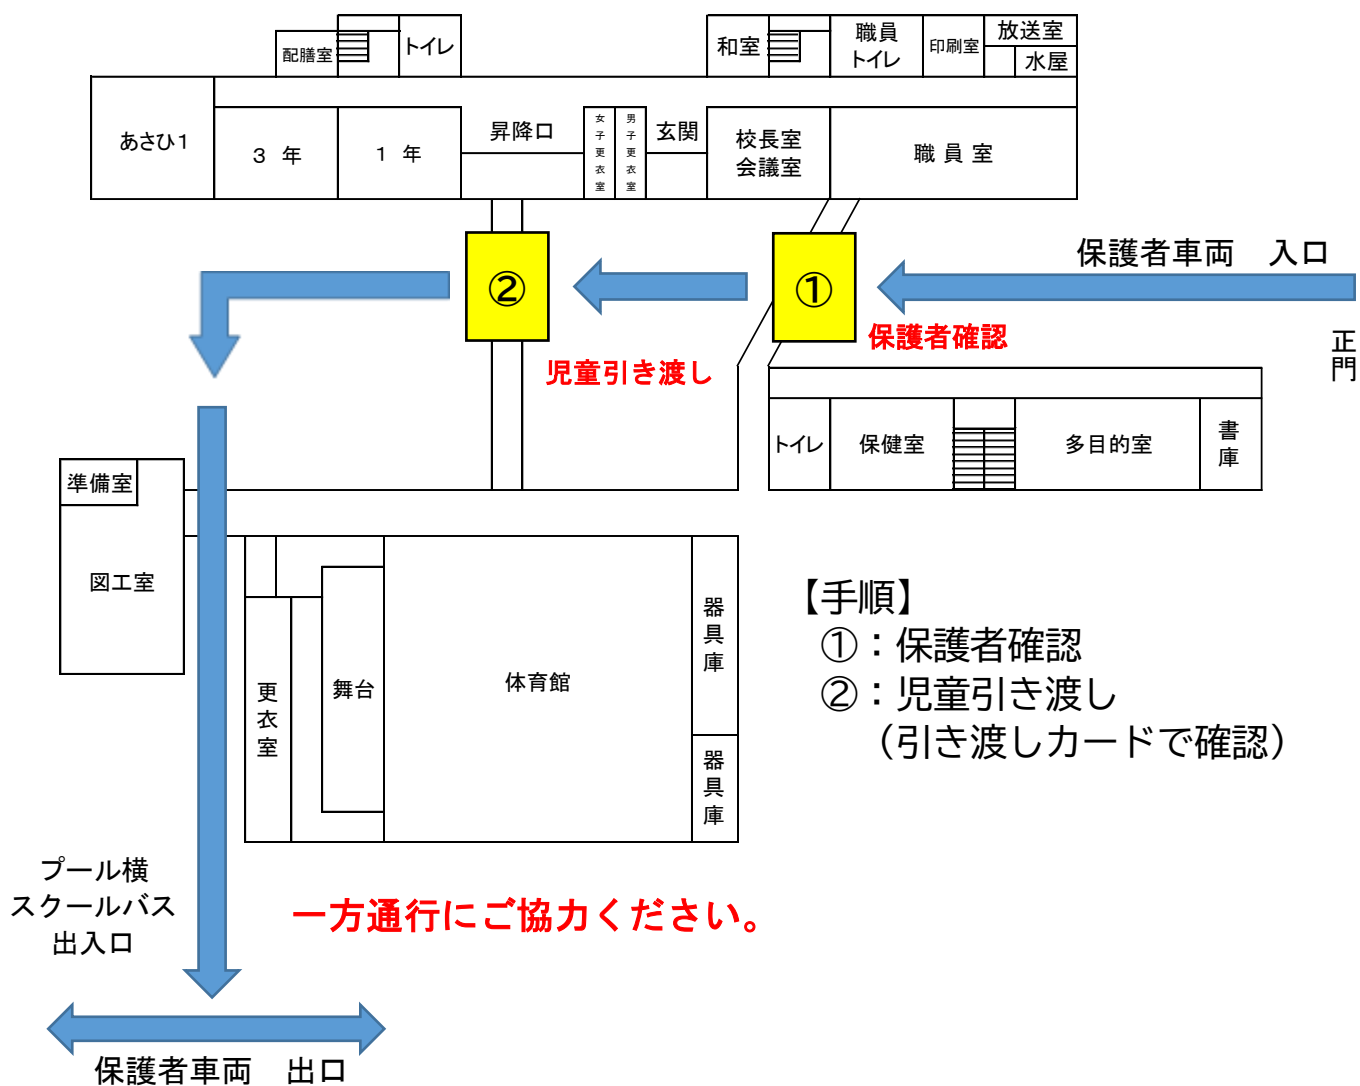 配膳室
トイレ
和室
職員
トイレ
印刷室
放送室
水屋
あさひ1
3 年
1 年
昇降口
女子更衣室
男子更衣室
玄関
校長室
会議室
職 員 室
②
①
保護者車両 入口
保護者確認
児童引き渡し
正門
トイレ
保健室
多目的室
書庫
準備室
図工室
更衣室
舞台
体育館
器具庫
器具庫
【手順】
①：保護者確認
②：児童引き渡し
（引き渡しカードで確認）
プール横
スクールバス
出入口
一方通行にご協力ください。
保護者車両 出口